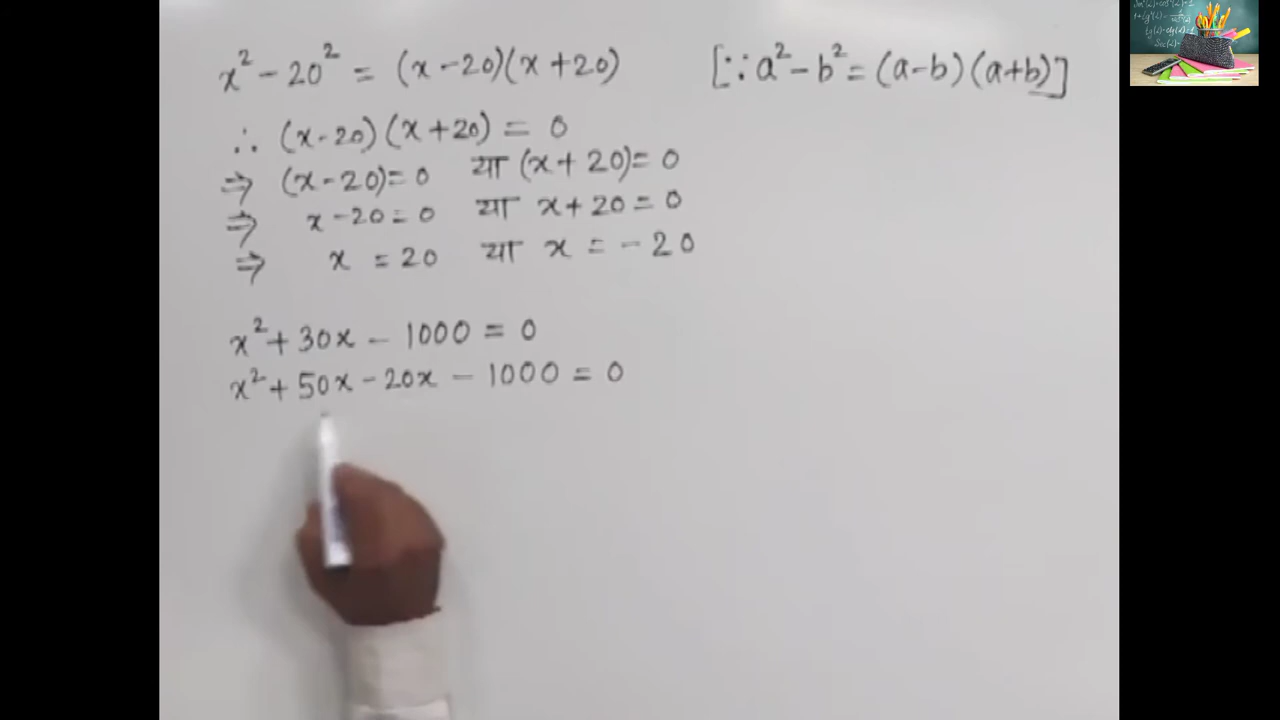 x² - 20² = (x - 20)(x + 20) [∵ a² - b² = (a - b)(a + b)]
∴ (x - 20)(x + 20) = 0
⇒ (x - 20) = 0 या (x + 20) = 0
⇒ x - 20 = 0 या x + 20 = 0
⇒ x = 20 या x = - 20
x² + 30x - 1000 = 0
x² + 50x - 20x - 1000 = 0